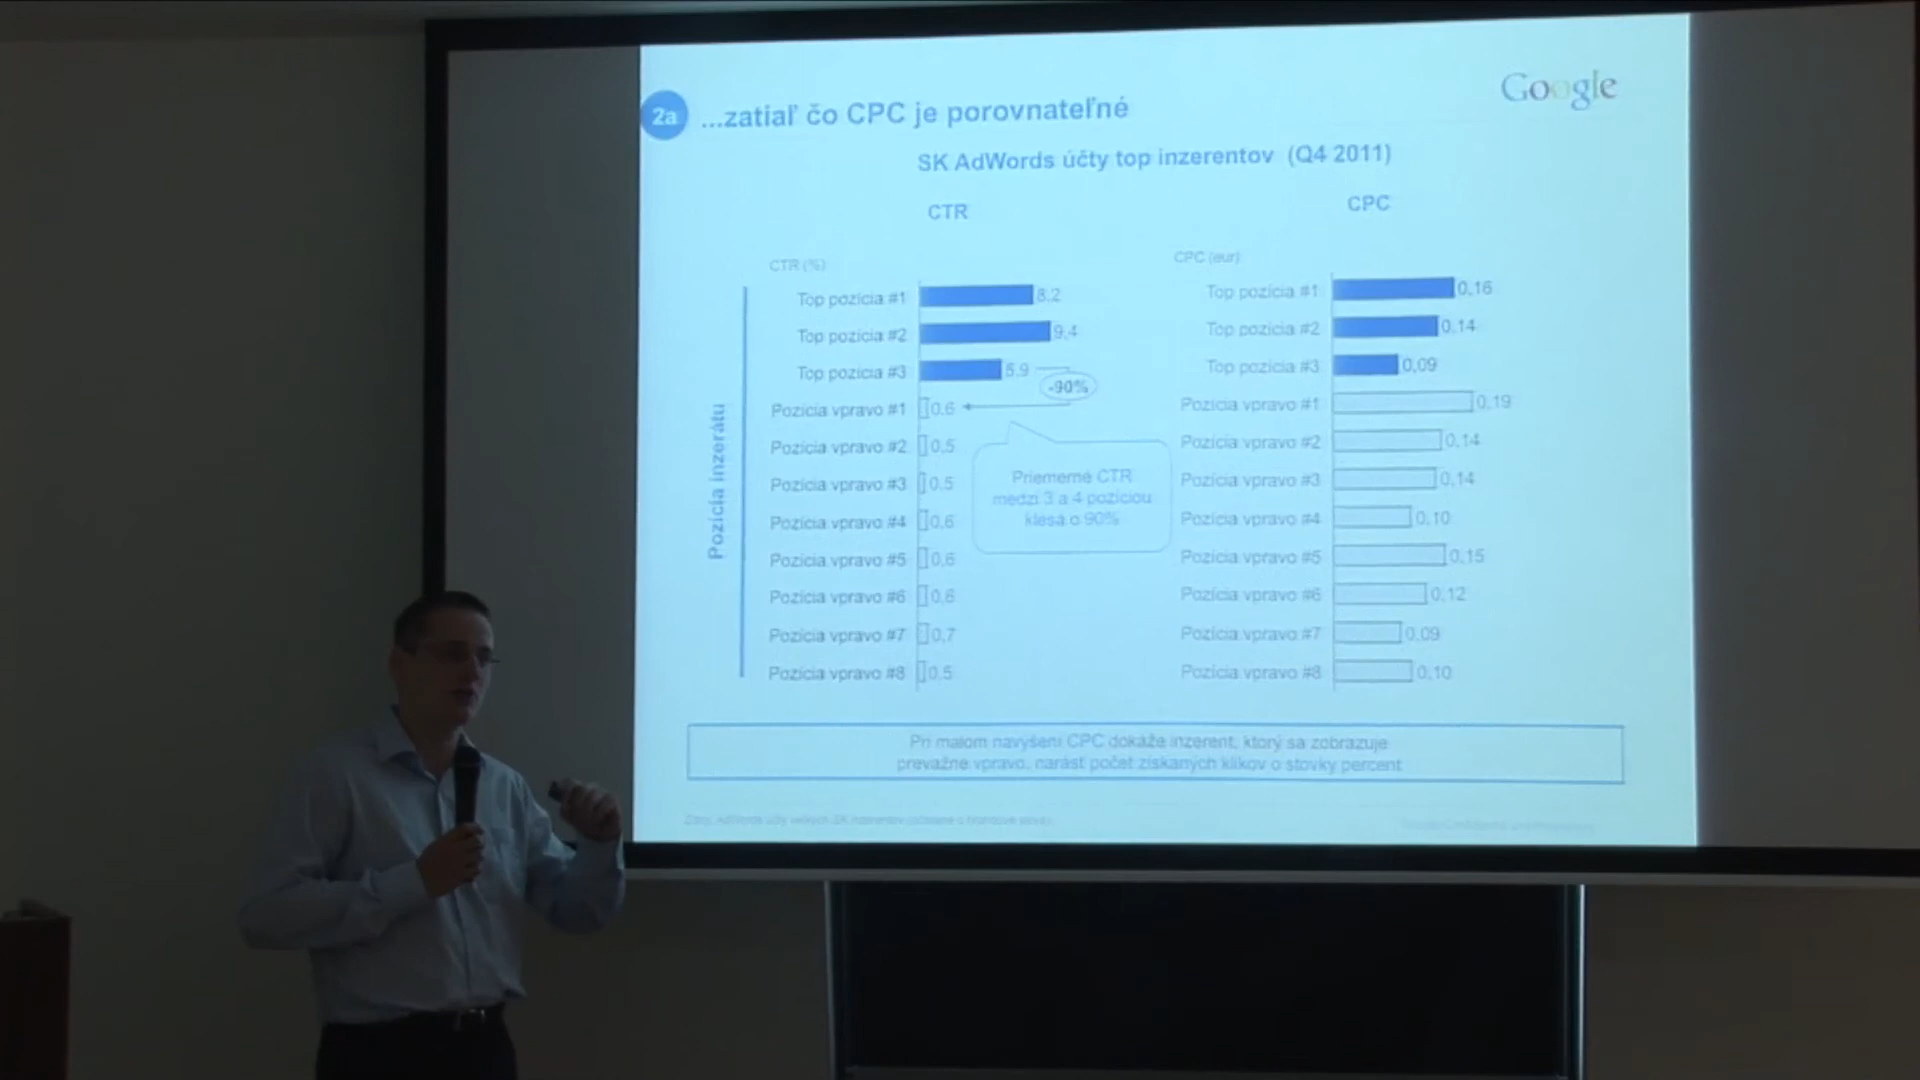 Google
2a ...zatiaľ čo CPC je porovnateľné
SK AdWords účty top inzerentov (Q4 2011)
CTR
CTR (%)
Pozícia inzerátu
Top pozícia #1 8.2
Top pozícia #2 9.4
Top pozícia #3 5.9
-90%
Pozícia vpravo #1 0.6
Pozícia vpravo #2 0.5
Pozícia vpravo #3 0.5
Pozícia vpravo #4 0.6
Pozícia vpravo #5 0.6
Pozícia vpravo #6 0.6
Pozícia vpravo #7 0.7
Pozícia vpravo #8 0.5
Priemerné CTR
medzi 3 a 4 pozíciou
klesá o 90%
CPC
CPC (eur)
Top pozícia #1 0,16
Top pozícia #2 0,14
Top pozícia #3 0,09
Pozícia vpravo #1 0,19
Pozícia vpravo #2 0,14
Pozícia vpravo #3 0,14
Pozícia vpravo #4 0,10
Pozícia vpravo #5 0,15
Pozícia vpravo #6 0,12
Pozícia vpravo #7 0,09
Pozícia vpravo #8 0,10
Pri malom navýšení CPC dokáže inzerent, ktorý sa zobrazuje
prevažne vpravo, narásť počet získaných klikov o stovky percent